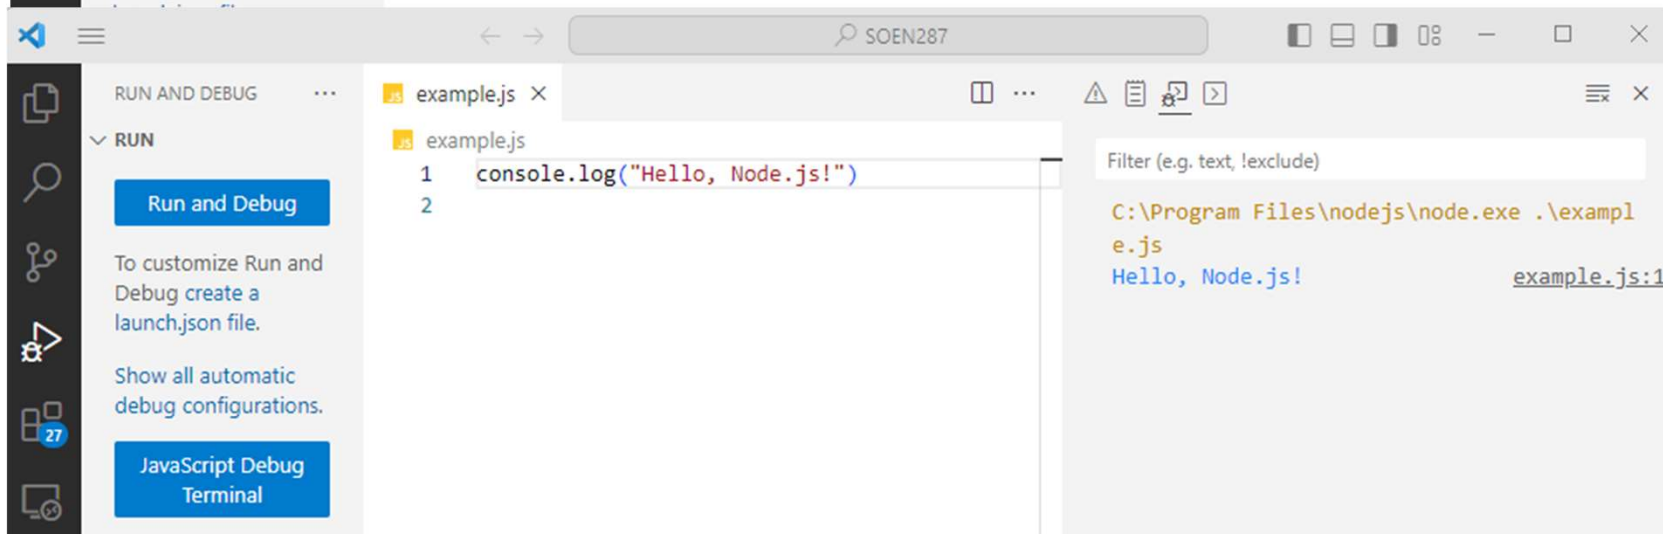 SOEN287
RUN AND DEBUG
RUN
Run and Debug
To customize Run and
Debug create a
launch.json file.
Show all automatic
debug configurations.
JavaScript Debug
Terminal
27
JS example.js
JS example.js
1 console.log("Hello, Node.js!")
2
Filter (e.g. text, !exclude)
C:\Program Files\nodejs\node.exe .\exampl
e.js
Hello, Node.js! example.js:1